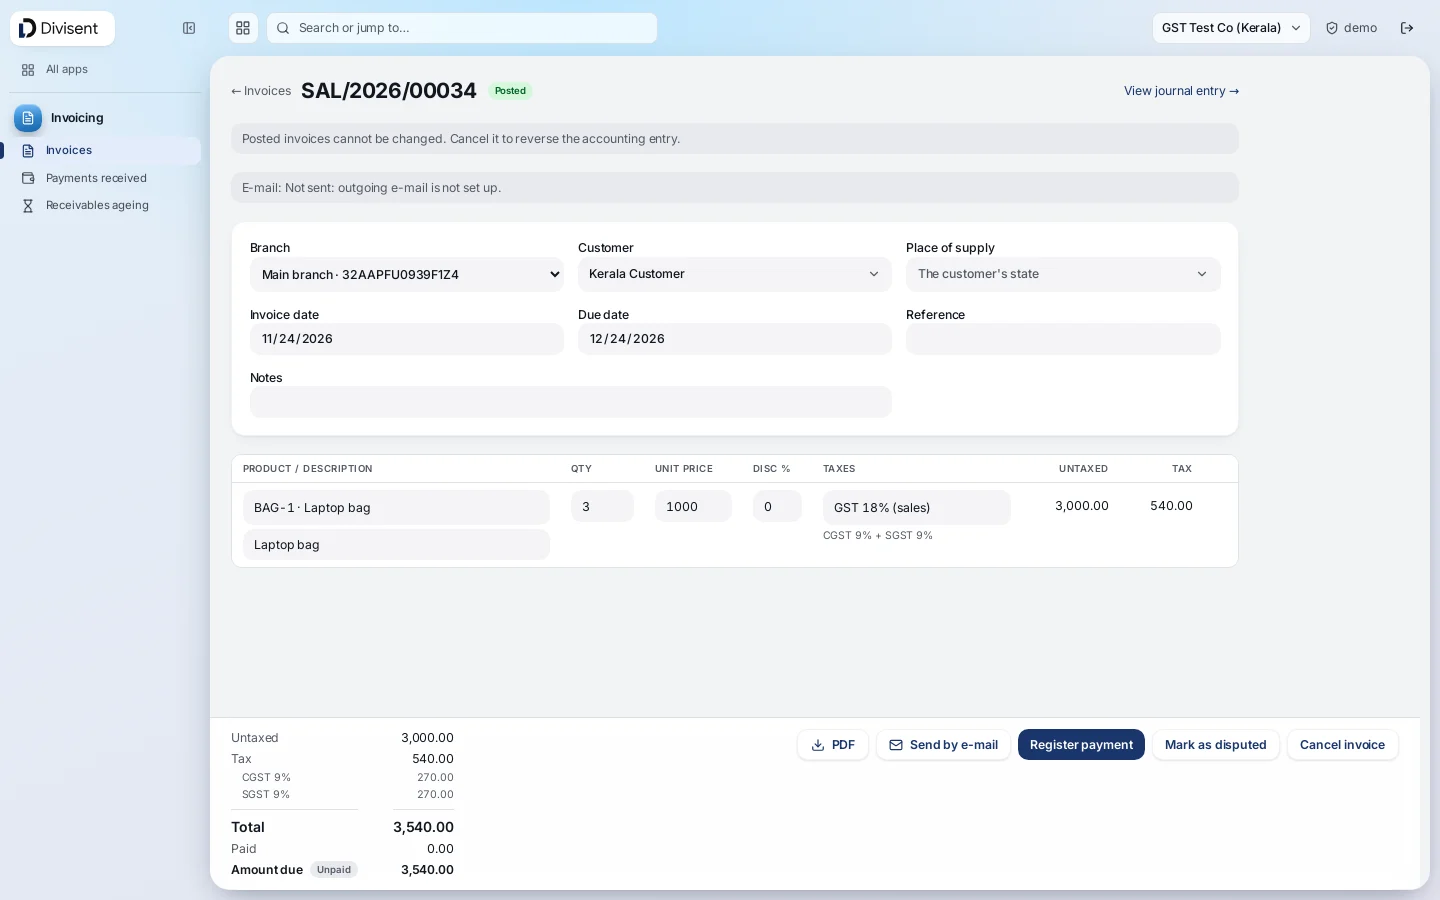 Divisent
Search or jump to...
GST Test Co (Kerala)
demo
All apps
Invoicing
Invoices
Payments received
Receivables ageing
← Invoices SAL/2026/00034 Posted
View journal entry →
Posted invoices cannot be changed. Cancel it to reverse the accounting entry.
E-mail: Not sent: outgoing e-mail is not set up.
Branch Customer Place of supply
Main branch · 32AAPFU0939F1Z4 Kerala Customer The customer's state
Invoice date Due date Reference
11/24/2026 12/24/2026
Notes
PRODUCT / DESCRIPTION QTY UNIT PRICE DISC % TAXES UNTAXED TAX
BAG-1 · Laptop bag 3 1000 0 GST 18% (sales) 3,000.00 540.00
CGST 9% + SGST 9%
Laptop bag
Untaxed 3,000.00
Tax 540.00
CGST 9% 270.00
SGST 9% 270.00
Total 3,540.00
Paid 0.00
Amount due Unpaid 3,540.00
PDF Send by e-mail Register payment Mark as disputed Cancel invoice